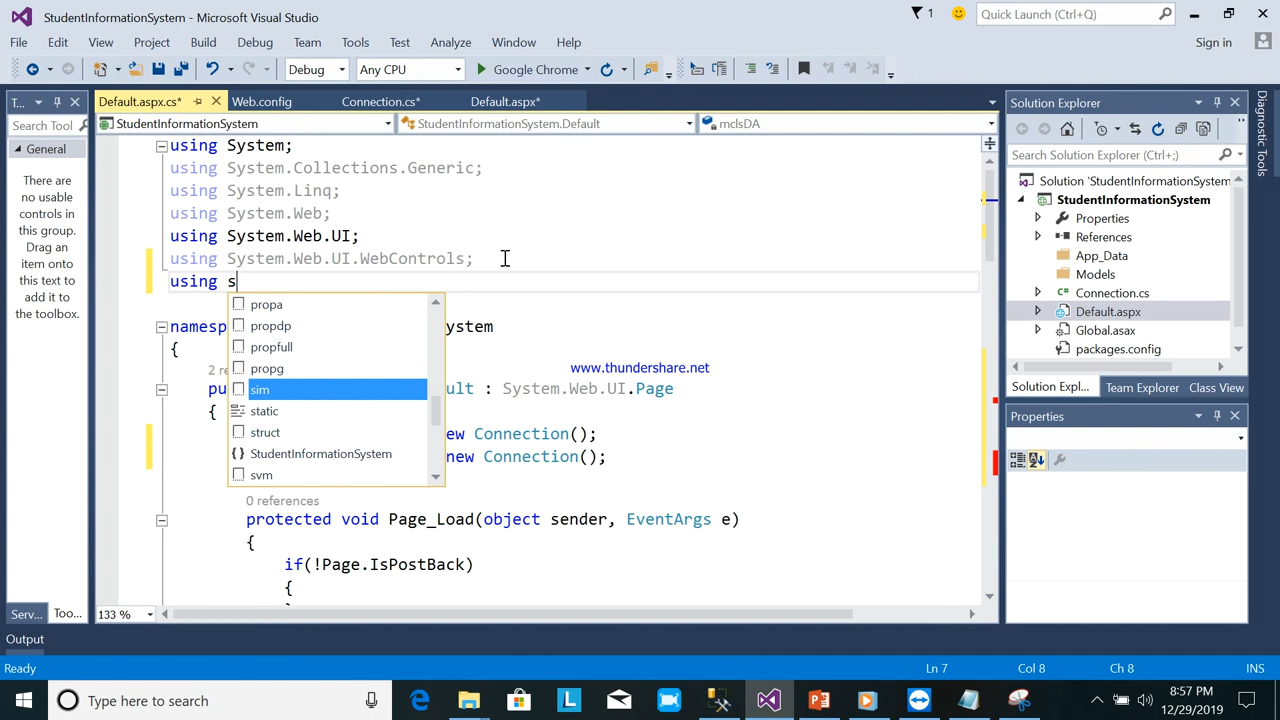 StudentInformationSystem - Microsoft Visual Studio
1
Quick Launch (Ctrl+Q)
File Edit View Project Build Debug Team Tools Test Analyze Window Help
Sign in
Debug Any CPU Google Chrome
T... Default.aspx.cs* Web.config Connection.cs* Default.aspx* Solution Explorer
Search Tool StudentInformationSystem StudentInformationSystem.Default mclsDA
General
There are
no usable
controls in
this group.
Drag an
item onto
this text to
add it to
the toolbox.
Serv... Too...
using System;
using System.Collections.Generic;
using System.Linq;
using System.Web;
using System.Web.UI;
using System.Web.UI.WebControls;
using s
propa
propdp
propfull
propg
sim
static
struct
StudentInformationSystem
svm
namesp ystem
{
www.thundershare.net
2 re
pu ult : System.Web.UI.Page
{
ew Connection();
new Connection();
0 references
protected void Page_Load(object sender, EventArgs e)
{
if(!Page.IsPostBack)
{
133 %
Search Solution Explorer (Ctrl+;)
Solution 'StudentInformationSystem
StudentInformationSystem
Properties
References
App_Data
Models
Connection.cs
Default.aspx
Global.asax
packages.config
Solution Expl... Team Explorer Class View
Properties
Diagnostic Tools
Output
Ready Ln 7 Col 8 Ch 8 INS
Type here to search
8:57 PM
12/29/2019